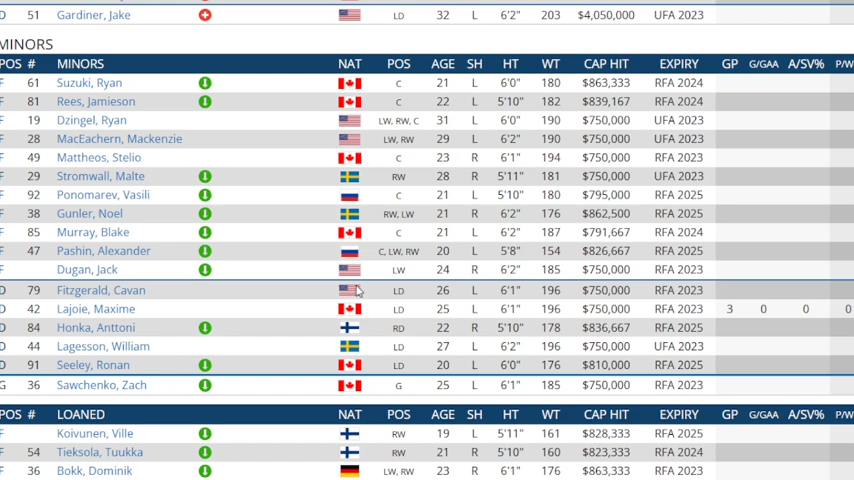 D 51 Gardiner, Jake LD 32 L 6'2" 203 $4,050,000 UFA 2023
MINORS
POS # MINORS NAT POS AGE SH HT WT CAP HIT EXPIRY GP G/GAA A/SV% P/W
F 61 Suzuki, Ryan C 21 L 6'0" 180 $863,333 RFA 2024
F 81 Rees, Jamieson C 22 L 5'10" 182 $839,167 RFA 2024
F 19 Dzingel, Ryan LW, RW, C 31 L 6'0" 190 $750,000 UFA 2023
F 28 MacEachern, Mackenzie LW, RW 29 L 6'2" 190 $750,000 UFA 2023
F 49 Mattheos, Stelio C 23 R 6'1" 194 $750,000 RFA 2023
F 29 Stromwall, Malte RW 28 R 5'11" 181 $750,000 UFA 2023
F 92 Ponomarev, Vasili C 21 L 5'10" 180 $795,000 RFA 2025
F 38 Gunler, Noel RW, LW 21 R 6'2" 176 $862,500 RFA 2025
F 85 Murray, Blake C 21 L 6'2" 187 $791,667 RFA 2024
F 47 Pashin, Alexander C, LW, RW 20 L 5'8" 154 $826,667 RFA 2025
F Dugan, Jack LW 24 R 6'2" 185 $750,000 RFA 2023
D 79 Fitzgerald, Cavan LD 26 L 6'1" 196 $750,000 RFA 2023
D 42 Lajoie, Maxime LD 25 L 6'1" 196 $750,000 RFA 2023 3 0 0 0
D 84 Honka, Anttoni RD 22 R 5'10" 178 $836,667 RFA 2025
D 44 Lagesson, William LD 27 L 6'2" 196 $750,000 UFA 2023
D 91 Seeley, Ronan LD 20 L 6'0" 176 $810,000 RFA 2025
G 36 Sawchenko, Zach G 25 L 6'1" 185 $750,000 RFA 2023
POS # LOANED NAT POS AGE SH HT WT CAP HIT EXPIRY GP G/GAA A/SV% P/W
F Koivunen, Ville RW 19 L 5'11" 161 $828,333 RFA 2025
F 54 Tieksola, Tuukka RW 21 R 5'10" 160 $823,333 RFA 2024
F 36 Bokk, Dominik LW, RW 23 R 6'1" 176 $863,333 RFA 2023